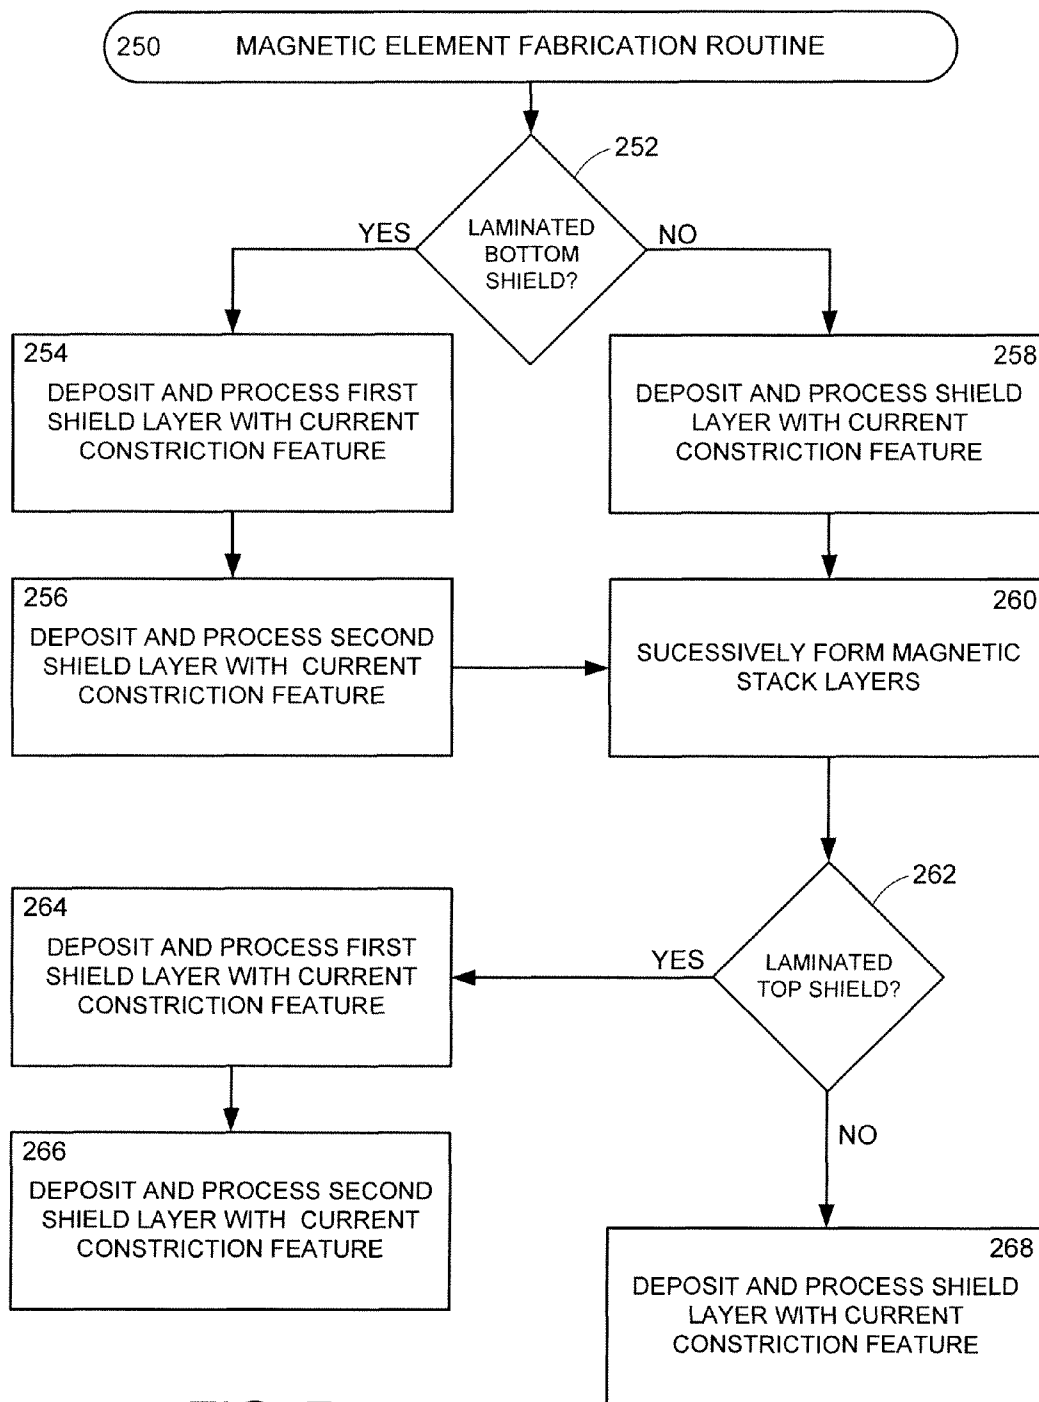 250 MAGNETIC ELEMENT FABRICATION ROUTINE
252
LAMINATED
BOTTOM
SHIELD?
YES
NO
254
DEPOSIT AND PROCESS FIRST
SHIELD LAYER WITH CURRENT
CONSTRICTION FEATURE
258
DEPOSIT AND PROCESS SHIELD
LAYER WITH CURRENT
CONSTRICTION FEATURE
256
DEPOSIT AND PROCESS SECOND
SHIELD LAYER WITH CURRENT
CONSTRICTION FEATURE
260
SUCESSIVELY FORM MAGNETIC
STACK LAYERS
262
LAMINATED
TOP SHIELD?
YES
NO
264
DEPOSIT AND PROCESS FIRST
SHIELD LAYER WITH CURRENT
CONSTRICTION FEATURE
266
DEPOSIT AND PROCESS SECOND
SHIELD LAYER WITH CURRENT
CONSTRICTION FEATURE
268
DEPOSIT AND PROCESS SHIELD
LAYER WITH CURRENT
CONSTRICTION FEATURE